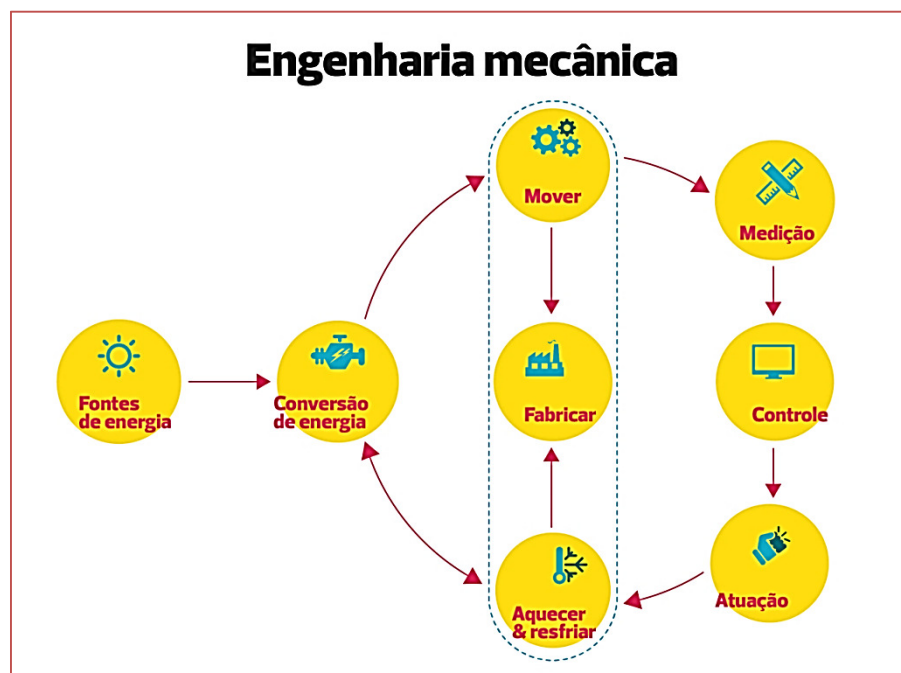 Engenharia mecânica
Mover
Medição
Fontes
de energia
Conversão
de energia
Fabricar
Controle
Aquecer
& resfriar
Atuação